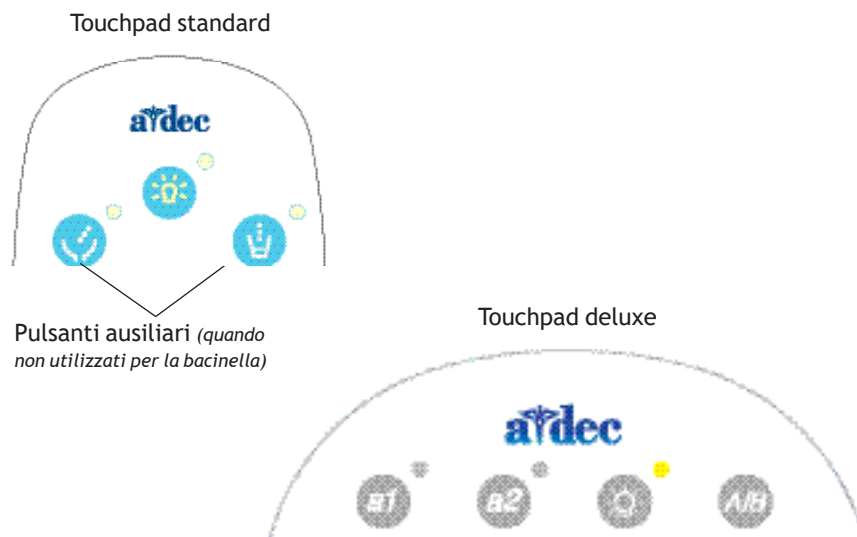 Touchpad standard
a dec
Pulsanti ausiliari (quando
non utilizzati per la bacinella)
Touchpad deluxe
a dec
a1 a2 A/B